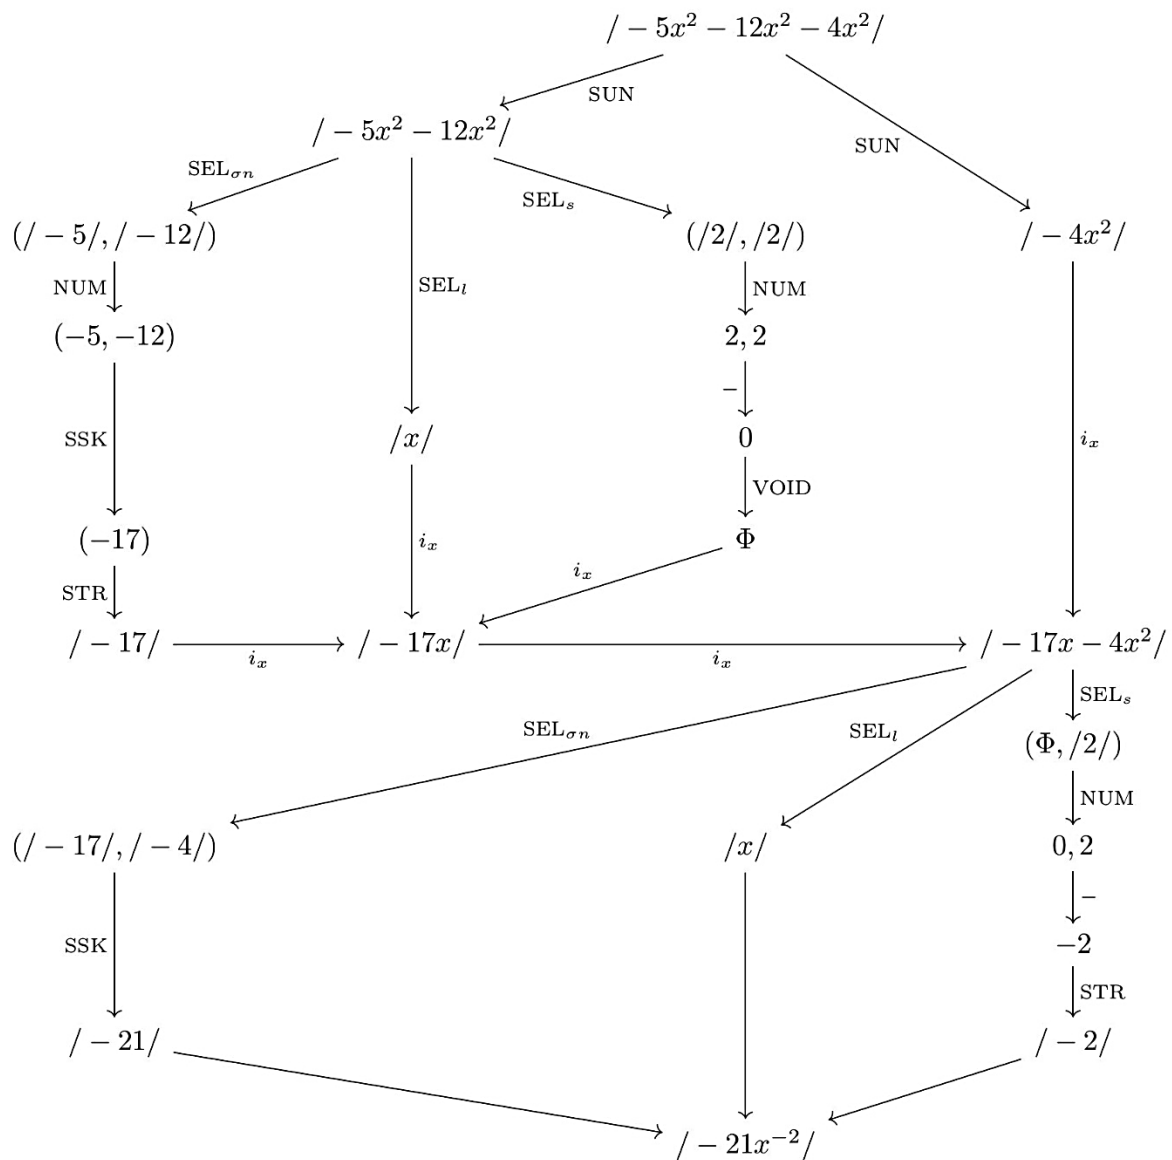 / − 5x² − 12x² − 4x²/
SUN
SUN
/ − 5x² − 12x²/
SELσn
SELs
(/ − 5/, / − 12/)
(/2/, /2/)
/ − 4x²/
NUM
SELl
NUM
(−5, −12)
2, 2
−
SSK
/x/
0
ix
VOID
(−17)
ix
Φ
STR
ix
/ − 17/
ix
/ − 17x/
ix
/ − 17x − 4x²/
SELσn
SELl
SELs
(Φ, /2/)
NUM
(/ − 17/, / − 4/)
/x/
0, 2
−
SSK
−2
STR
/ − 21/
/ − 2/
/ − 21x⁻²/